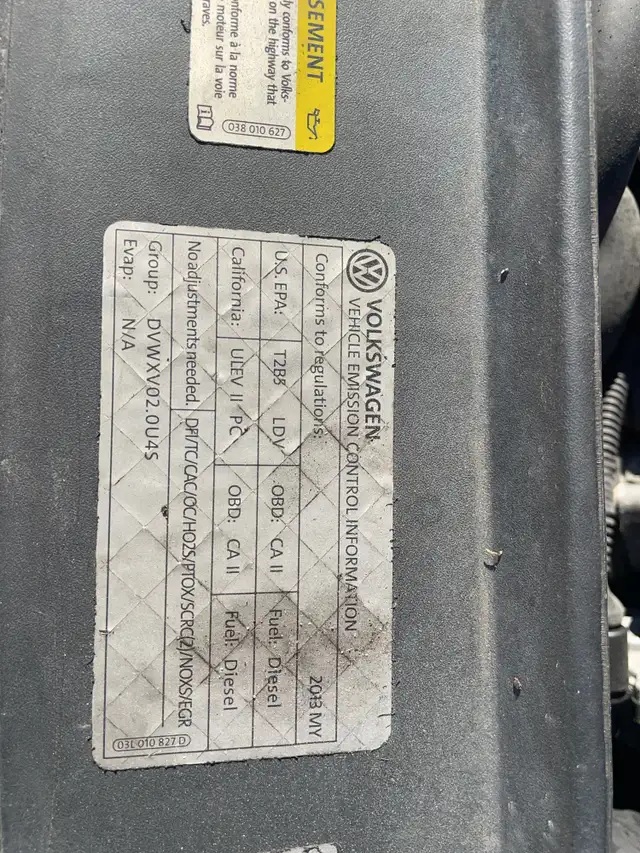 SEMENT
ly conforms to Volks-
on the highway that
onforme à la norme
moteur sur la voie
raves.
038 010 627
VOLKSWAGEN
VEHICLE EMISSION CONTROL INFORMATION
Conforms to regulations: 2013 MY
U.S. EPA: T2B5 LDV OBD: CA II Fuel: Diesel
California: ULEV II PC OBD: CA II Fuel: Diesel
No adjustments needed. DFI/TC/CAC/OC/HO2S/PTOX/SCRC(2)/NOXS/EGR
Group: DVWXV02.0U4S
Evap: N/A
03L 010 827 D